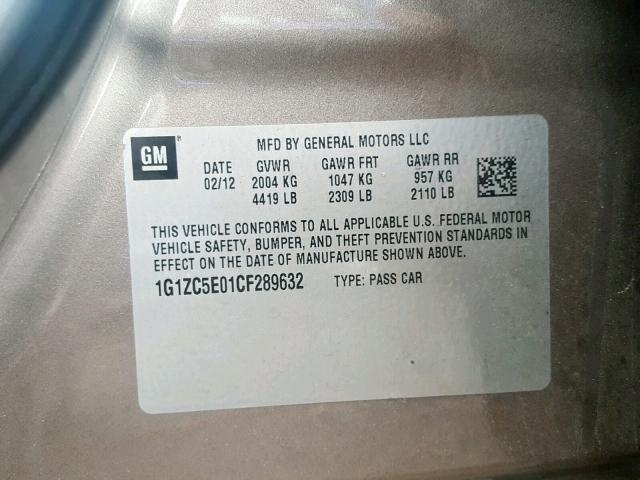 GM
MFD BY GENERAL MOTORS LLC
DATE GVWR GAWR FRT GAWR RR
02/12 2004 KG 1047 KG 957 KG
4419 LB 2309 LB 2110 LB
THIS VEHICLE CONFORMS TO ALL APPLICABLE U.S. FEDERAL MOTOR
VEHICLE SAFETY, BUMPER, AND THEFT PREVENTION STANDARDS IN
EFFECT ON THE DATE OF MANUFACTURE SHOWN ABOVE.
1G1ZC5E01CF289632 TYPE: PASS CAR